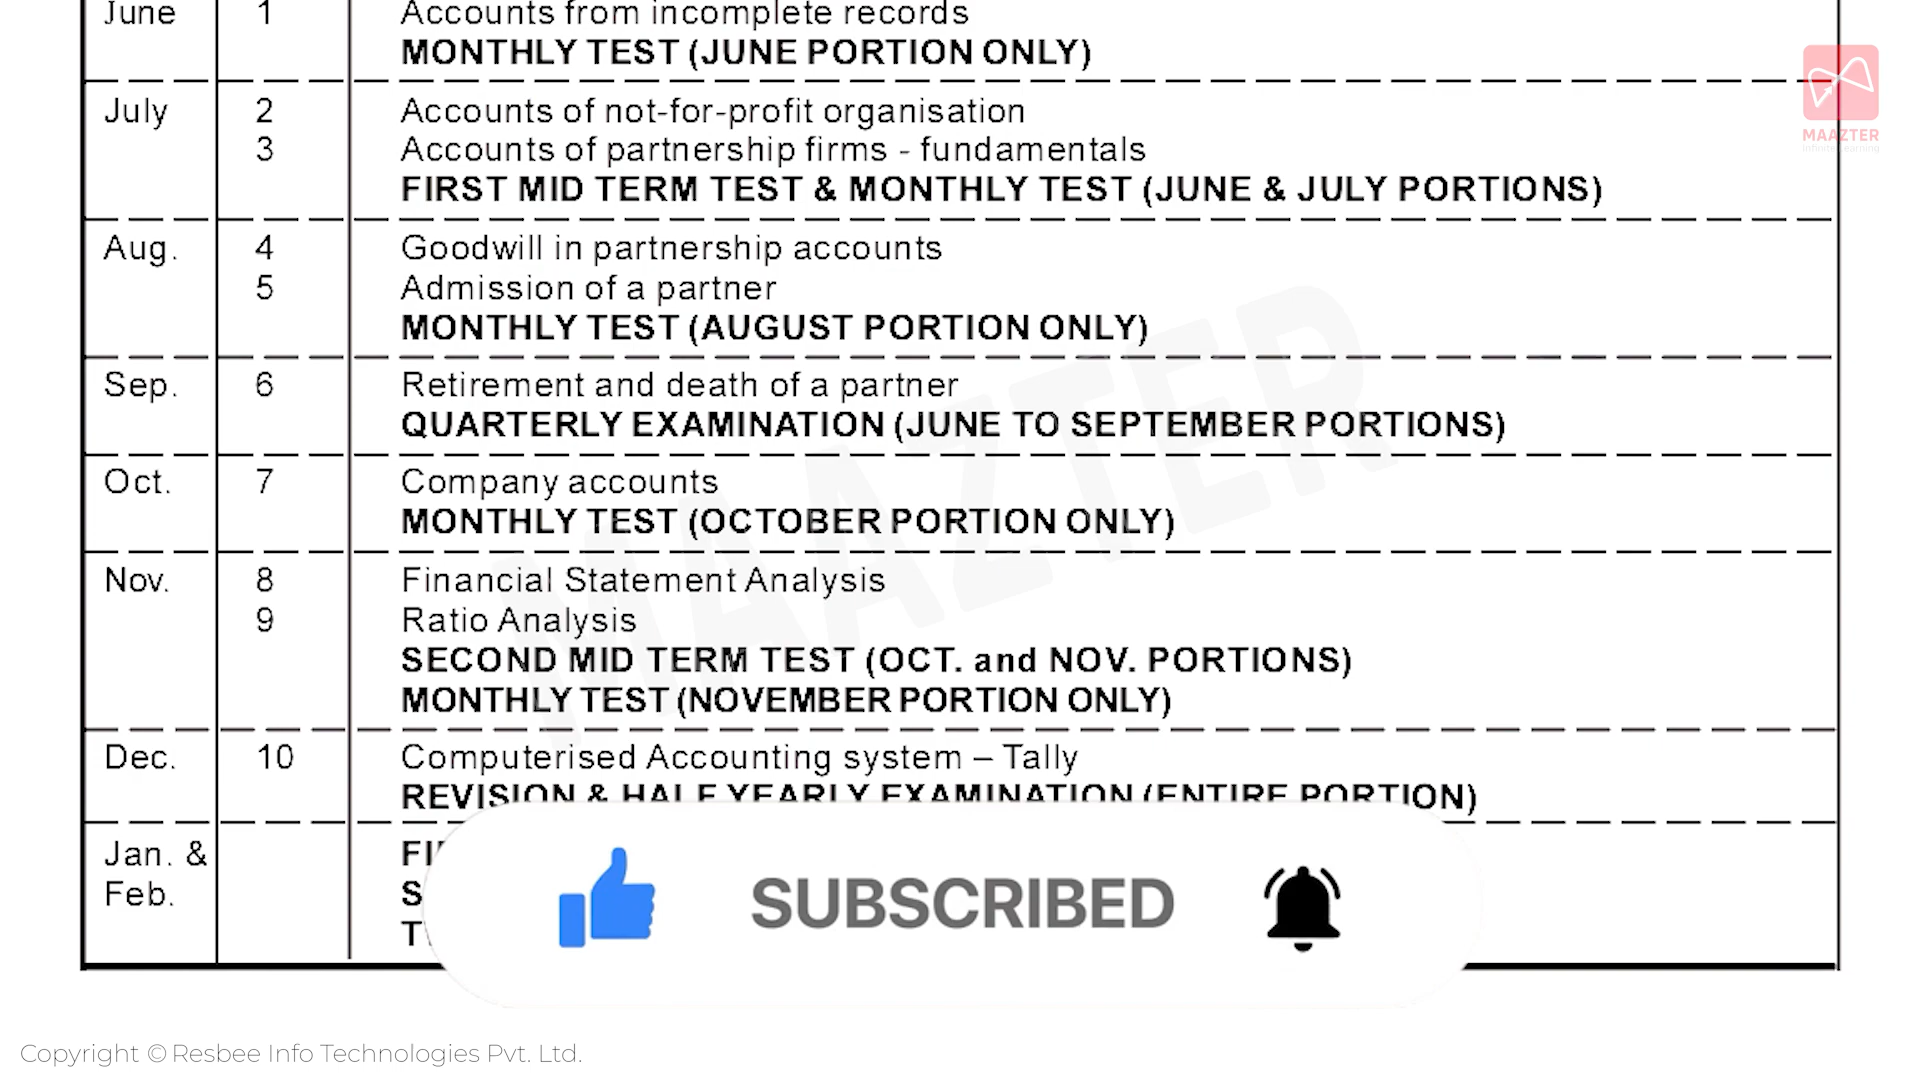 June 1 Accounts from incomplete records
MONTHLY TEST (JUNE PORTION ONLY)
MAAZTER
Infinite Learning
July 2 Accounts of not-for-profit organisation
3 Accounts of partnership firms - fundamentals
FIRST MID TERM TEST & MONTHLY TEST (JUNE & JULY PORTIONS)
Aug. 4 Goodwill in partnership accounts
5 Admission of a partner
MONTHLY TEST (AUGUST PORTION ONLY)
Sep. 6 Retirement and death of a partner
QUARTERLY EXAMINATION (JUNE TO SEPTEMBER PORTIONS)
Oct. 7 Company accounts
MONTHLY TEST (OCTOBER PORTION ONLY)
MAAZTER
Nov. 8 Financial Statement Analysis
9 Ratio Analysis
SECOND MID TERM TEST (OCT. and NOV. PORTIONS)
MONTHLY TEST (NOVEMBER PORTION ONLY)
Dec. 10 Computerised Accounting system – Tally
REVISION & HALF YEARLY EXAMINATION (ENTIRE PORTION)
Jan. &
Feb.
SUBSCRIBED
Copyright © Resbee Info Technologies Pvt. Ltd.